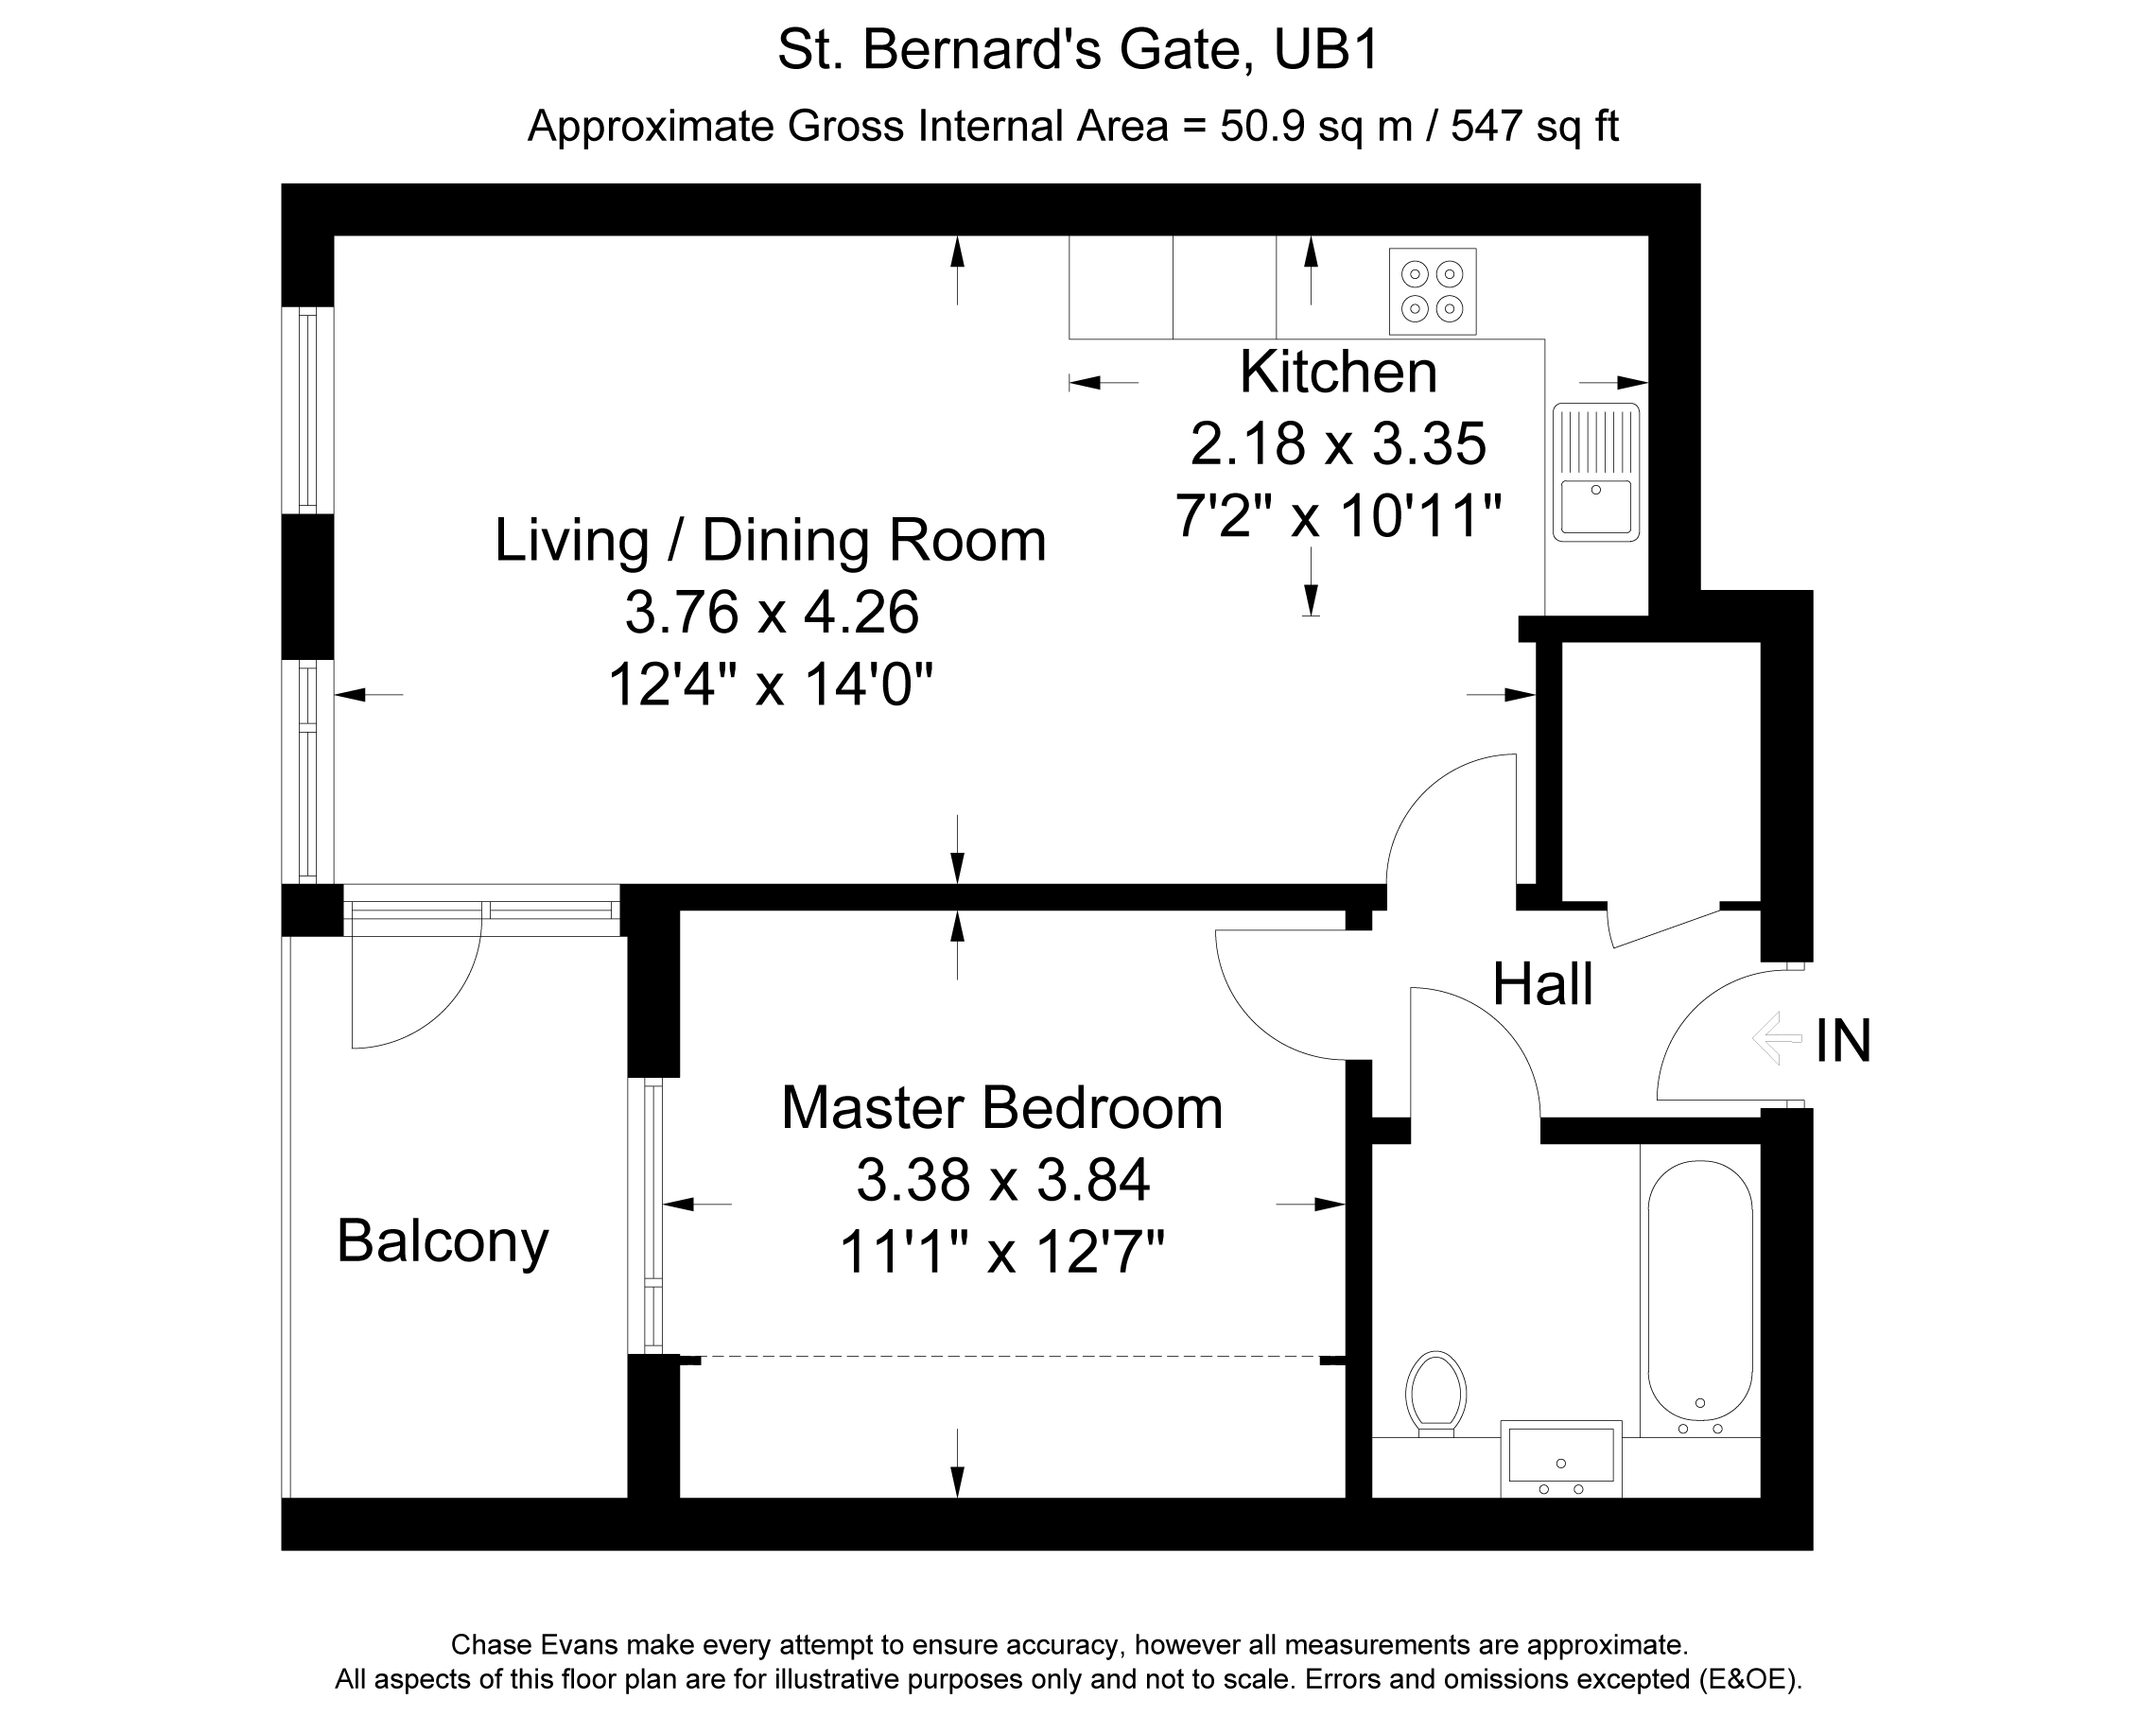 St. Bernard's Gate, UB1
Approximate Gross Internal Area = 50.9 sq m / 547 sq ft
Kitchen
2.18 x 3.35
7'2" x 10'11"
Living / Dining Room
3.76 x 4.26
12'4" x 14'0"
Hall
IN
Master Bedroom
3.38 x 3.84
11'1" x 12'7"
Balcony
Chase Evans make every attempt to ensure accuracy, however all measurements are approximate.
All aspects of this floor plan are for illustrative purposes only and not to scale. Errors and omissions excepted (E&OE).